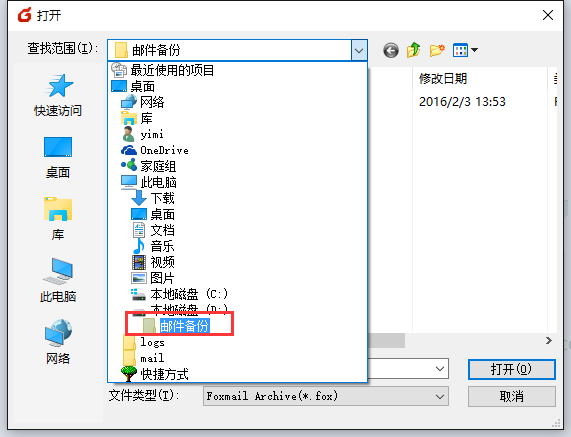 打开
查找范围(I):
邮件备份
最近使用的项目
桌面
网络
库
yimi
OneDrive
家庭组
此电脑
下载
桌面
文档
音乐
视频
图片
本地磁盘 (C:)
本地磁盘 (D:)
邮件备份
logs
mail
快捷方式
修改日期
2016/2/3 13:53
快速访问
桌面
库
此电脑
网络
打开(O)
文件类型(T):
Foxmail Archive(*.fox)
取消